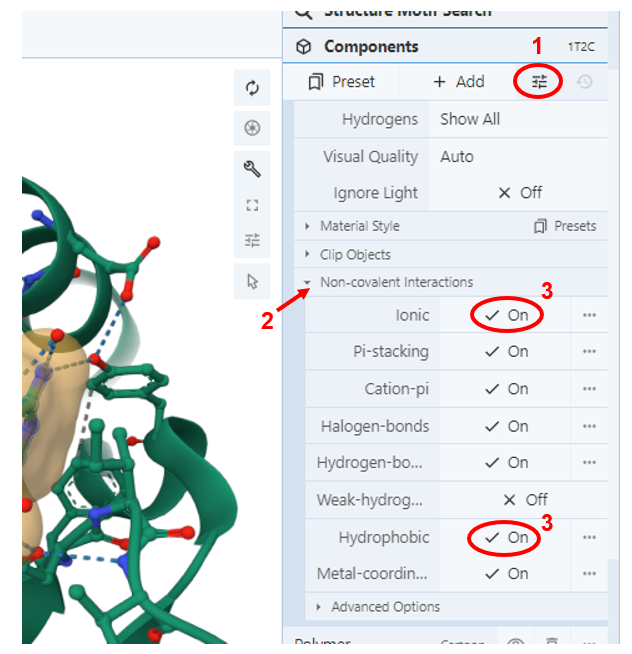 Structure Motif Search
Components 1 1T2C
Preset + Add
Hydrogens Show All
Visual Quality Auto
Ignore Light × Off
Material Style Presets
Clip Objects
Non-covalent Interactions
2
3
Ionic ✓ On ...
Pi-stacking ✓ On ...
Cation-pi ✓ On ...
Halogen-bonds ✓ On ...
Hydrogen-bo... ✓ On ...
Weak-hydrog... × Off
3
Hydrophobic ✓ On ...
Metal-coordin... ✓ On ...
Advanced Options
Polymer Cartoon ...